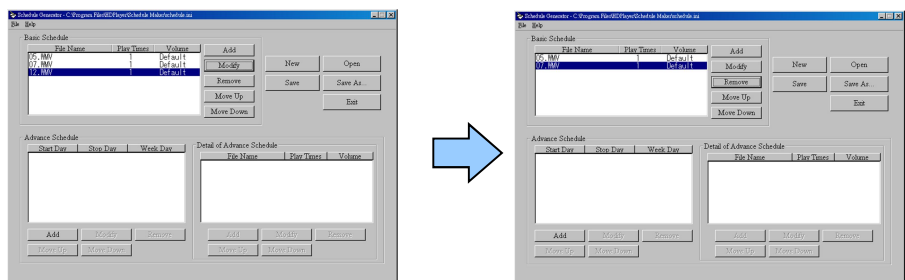 Schedule Generator - C:\Program Files\HDPlayer\Schedule Maker\schedule.ini
File Help
Basic Schedule
File Name Play Times Volume
05.WMV 1 Default
07.WMV 1 Default
12.WMV 1 Default
Add
Modify
Remove
Move Up
Move Down
New Open
Save Save As...
Exit
Advance Schedule
Start Day Stop Day Week Day
Detail of Advance Schedule
File Name Play Times Volume
Add Modify Remove
Move Up Move Down
Add Modify Remove
Move Up Move Down
Schedule Generator - C:\Program Files\HDPlayer\Schedule Maker\schedule.ini
File Help
Basic Schedule
File Name Play Times Volume
05.WMV 1 Default
07.WMV 1 Default
Add
Modify
Remove
Move Up
Move Down
New Open
Save Save As...
Exit
Advance Schedule
Start Day Stop Day Week Day
Detail of Advance Schedule
File Name Play Times Volume
Add Modify Remove
Move Up Move Down
Add Modify Remove
Move Up Move Down